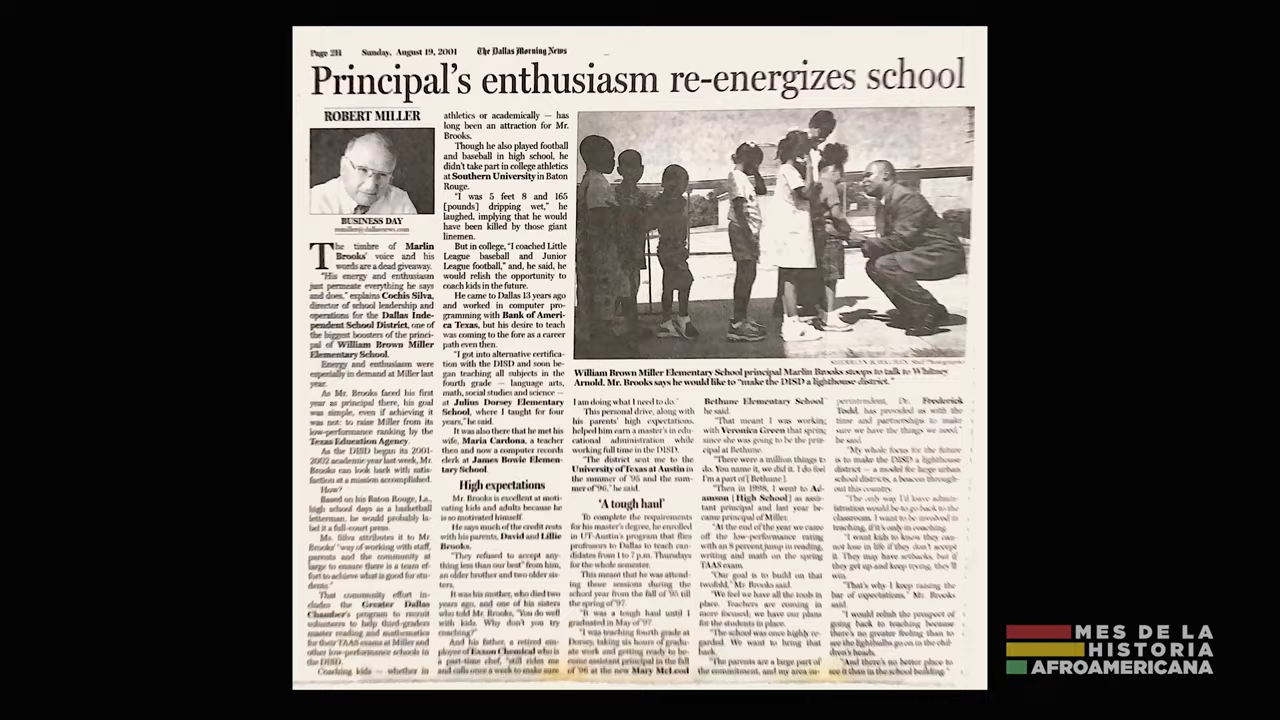 Page 2H Sunday, August 19, 2001 The Dallas Morning News
Principal's enthusiasm re-energizes school
ROBERT MILLER
BUSINESS DAY
rmiller@dallasnews.com
The timbre of Marlin
Brooks' voice and his
words are a dead giveaway.
"His energy and enthusiasm
just permeate everything he says
and does," explains Cochis Silva,
director of school leadership and
operations for the Dallas Inde-
pendent School District, one of
the biggest boosters of the princi-
pal of William Brown Miller
Elementary School.
Energy and enthusiasm were
especially in demand at Miller last
year.
As Mr. Brooks faced his first
year as principal there, his goal
was simple, even if achieving it
was not: to raise Miller from its
low-performance ranking by the
Texas Education Agency.
As the DISD began its 2001-
2002 academic year last week, Mr.
Brooks can look back with satis-
faction at a mission accomplished.
How?
Based on his Baton Rouge, La.,
high school days as a basketball
letterman, he would probably la-
bel it a full-court press.
Ms. Silva attributes it to Mr.
Brooks' "way of working with staff,
parents and the community at
large to ensure there is a team ef-
fort to achieve what is good for stu-
dents."
That community effort in-
cludes the Greater Dallas
Chamber's program to recruit
volunteers to help third-graders
master reading and mathematics
for their TAAS exams at Miller and
other low-performance schools in
the DISD.
Coaching kids — whether in
athletics or academically — has
long been an attraction for Mr.
Brooks.
Though he also played football
and baseball in high school, he
didn't take part in college athletics
at Southern University in Baton
Rouge.
"I was 5 feet 8 and 165
[pounds] dripping wet," he
laughed, implying that he would
have been killed by those giant
linemen.
But in college, "I coached Little
League baseball and Junior
League football," and, he said, he
would relish the opportunity to
coach kids in the future.
He came to Dallas 13 years ago
and worked in computer pro-
gramming with Bank of Ameri-
ca Texas, but his desire to teach
was coming to the fore as a career
path even then.
"I got into alternative certifica-
tion with the DISD and soon be-
gan teaching all subjects in the
fourth grade — language arts,
math, social studies and science —
at Julius Dorsey Elementary
School, where I taught for four
years," he said.
It was also there that he met his
wife, Maria Cardona, a teacher
then and now a computer records
clerk at James Bowie Elemen-
tary School.
High expectations
Mr. Brooks is excellent at moti-
vating kids and adults because he
is so motivated himself.
He says much of the credit rests
with his parents, David and Lillie
Brooks.
"They refused to accept any-
thing less than our best" from him,
an older brother and two older sis-
ters.
It was his mother, who died two
years ago, and one of his sisters
who told Mr. Brooks, "You do well
with kids. Why don't you try
coaching?"
And his father, a retired em-
ployee of Exxon Chemical who is
a part-time chef, "still rides me
and calls once a week to make sure
William Brown Miller Elementary School principal Marlin Brooks stoops to talk to Whitney
Arnold. Mr. Brooks says he would like to "make the DISD a lighthouse district."
I am doing what I need to do."
This personal drive, along with
his parents' high expectations,
helped him earn a master's in edu-
cational administration while
working full time in the DISD.
"The district sent me to the
University of Texas at Austin in
the summer of '95 and the sum-
mer of '96," he said.
'A tough haul'
To complete the requirements
for his master's degree, he enrolled
in UT-Austin's program that flies
professors to Dallas to teach can-
didates from 1 to 7 p.m. Thursdays
for the whole semester.
This meant that he was attend-
ing these sessions during the
school year from the fall of '95 till
the spring of '97.
"It was a tough haul until I
graduated in May of '97.
"I was teaching fourth grade at
Dorsey, taking six hours of gradu-
ate work and getting ready to be-
come assistant principal in the fall
of '96 at the new Mary McLeod
Bethune Elementary School"
he said.
"That meant I was working
with Veronica Green that spring
since she was going to be the prin-
cipal at Bethune.
"There were a million things to
do. You name it, we did it. I do feel
I'm a part of [Bethune].
"Then in 1998, I went to Ad-
amson [High School] as assis-
tant principal and last year be-
came principal of Miller.
"At the end of the year we came
off the low-performance rating
with an 8 percent jump in reading,
writing and math on the spring
TAAS exam.
"Our goal is to build on that
twofold," Mr. Brooks said.
"We feel we have all the tools in
place. Teachers are coming in
more focused; we have our plans
for the students in place.
"The school was once highly re-
garded. We want to bring that
back.
"The parents are a large part of
the commitment, and my area su-
perintendent, Dr. Frederick
Todd, has provided us with the
time and partnerships to make
sure we have the things we need,"
he said.
"My whole focus for the future
is to make the DISD a lighthouse
district — a model for large urban
school districts, a beacon through-
out this country.
"The only way I'd leave admin-
istration would be to go back to the
classroom. I want to be involved in
teaching, if it's only in coaching.
"I want kids to know they can-
not lose in life if they don't accept
it. They may have setbacks, but if
they get up and keep trying, they'll
win.
"That's why I keep raising the
bar of expectations," Mr. Brooks
said.
"I would relish the prospect of
going back to teaching because
there's no greater feeling than to
see the lightbulbs go on in the chil-
dren's heads.
"And there's no better place to
see it than in the school building."
MES DE LA
HISTORIA
AFROAMERICANA